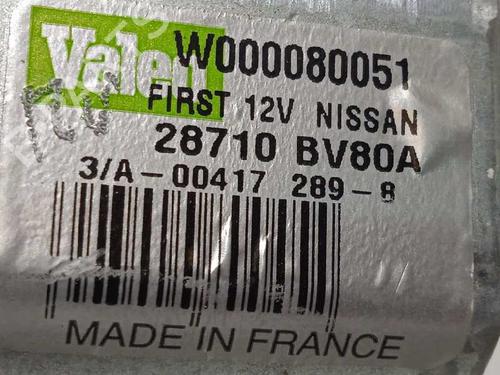 Valeo
W000080051
FIRST 12V NISSAN
28710 BV80A
3/A-00417 289-8
MADE IN FRANCE